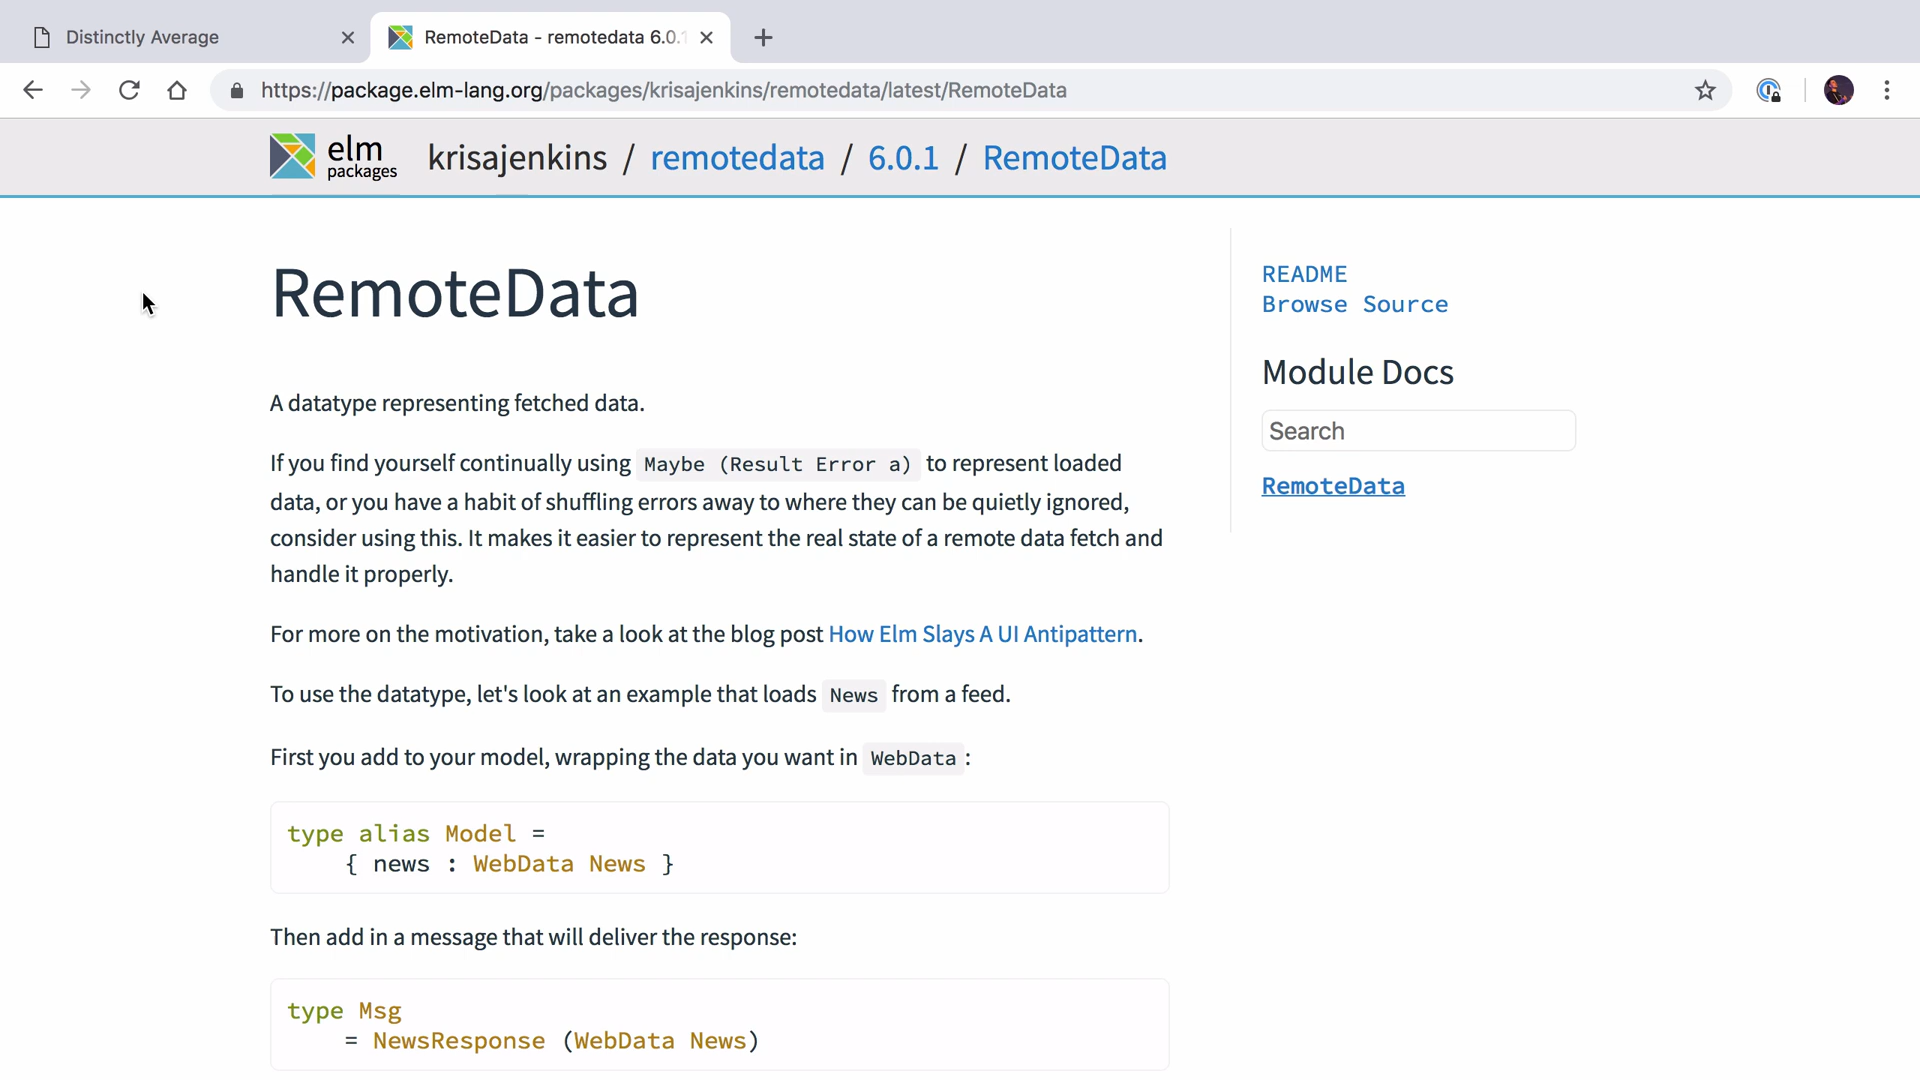 Distinctly Average
RemoteData - remotedata 6.0.1
https://package.elm-lang.org/packages/krisajenkins/remotedata/latest/RemoteData
elm
packages
krisajenkins / remotedata / 6.0.1 / RemoteData
RemoteData
A datatype representing fetched data.
If you find yourself continually using Maybe (Result Error a) to represent loaded
data, or you have a habit of shuffling errors away to where they can be quietly ignored,
consider using this. It makes it easier to represent the real state of a remote data fetch and
handle it properly.
For more on the motivation, take a look at the blog post How Elm Slays A UI Antipattern.
To use the datatype, let's look at an example that loads News from a feed.
First you add to your model, wrapping the data you want in WebData :
type alias Model =
{ news : WebData News }
Then add in a message that will deliver the response:
type Msg
= NewsResponse (WebData News)
README
Browse Source
Module Docs
Search
RemoteData